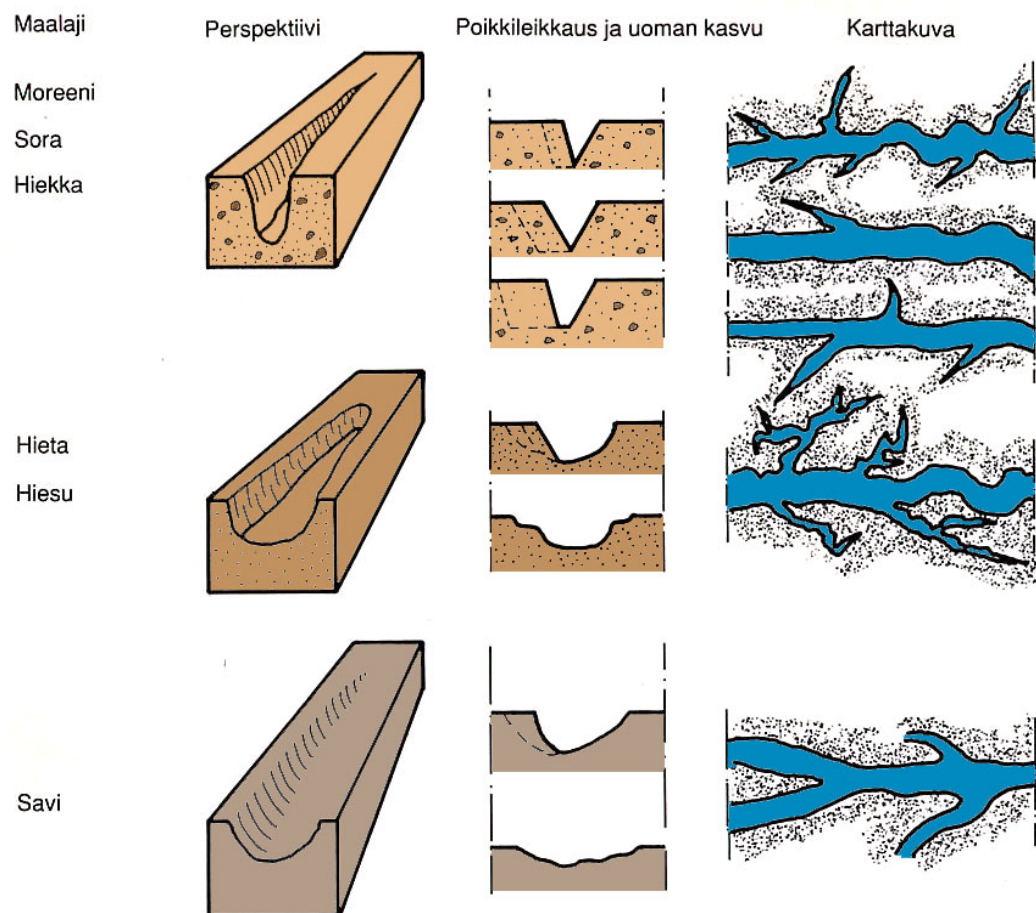 Maalaji
Perspektiivi
Poikkileikkaus ja uoman kasvu
Karttakuva
Moreeni
Sora
Hiekka
Hieta
Hiesu
Savi